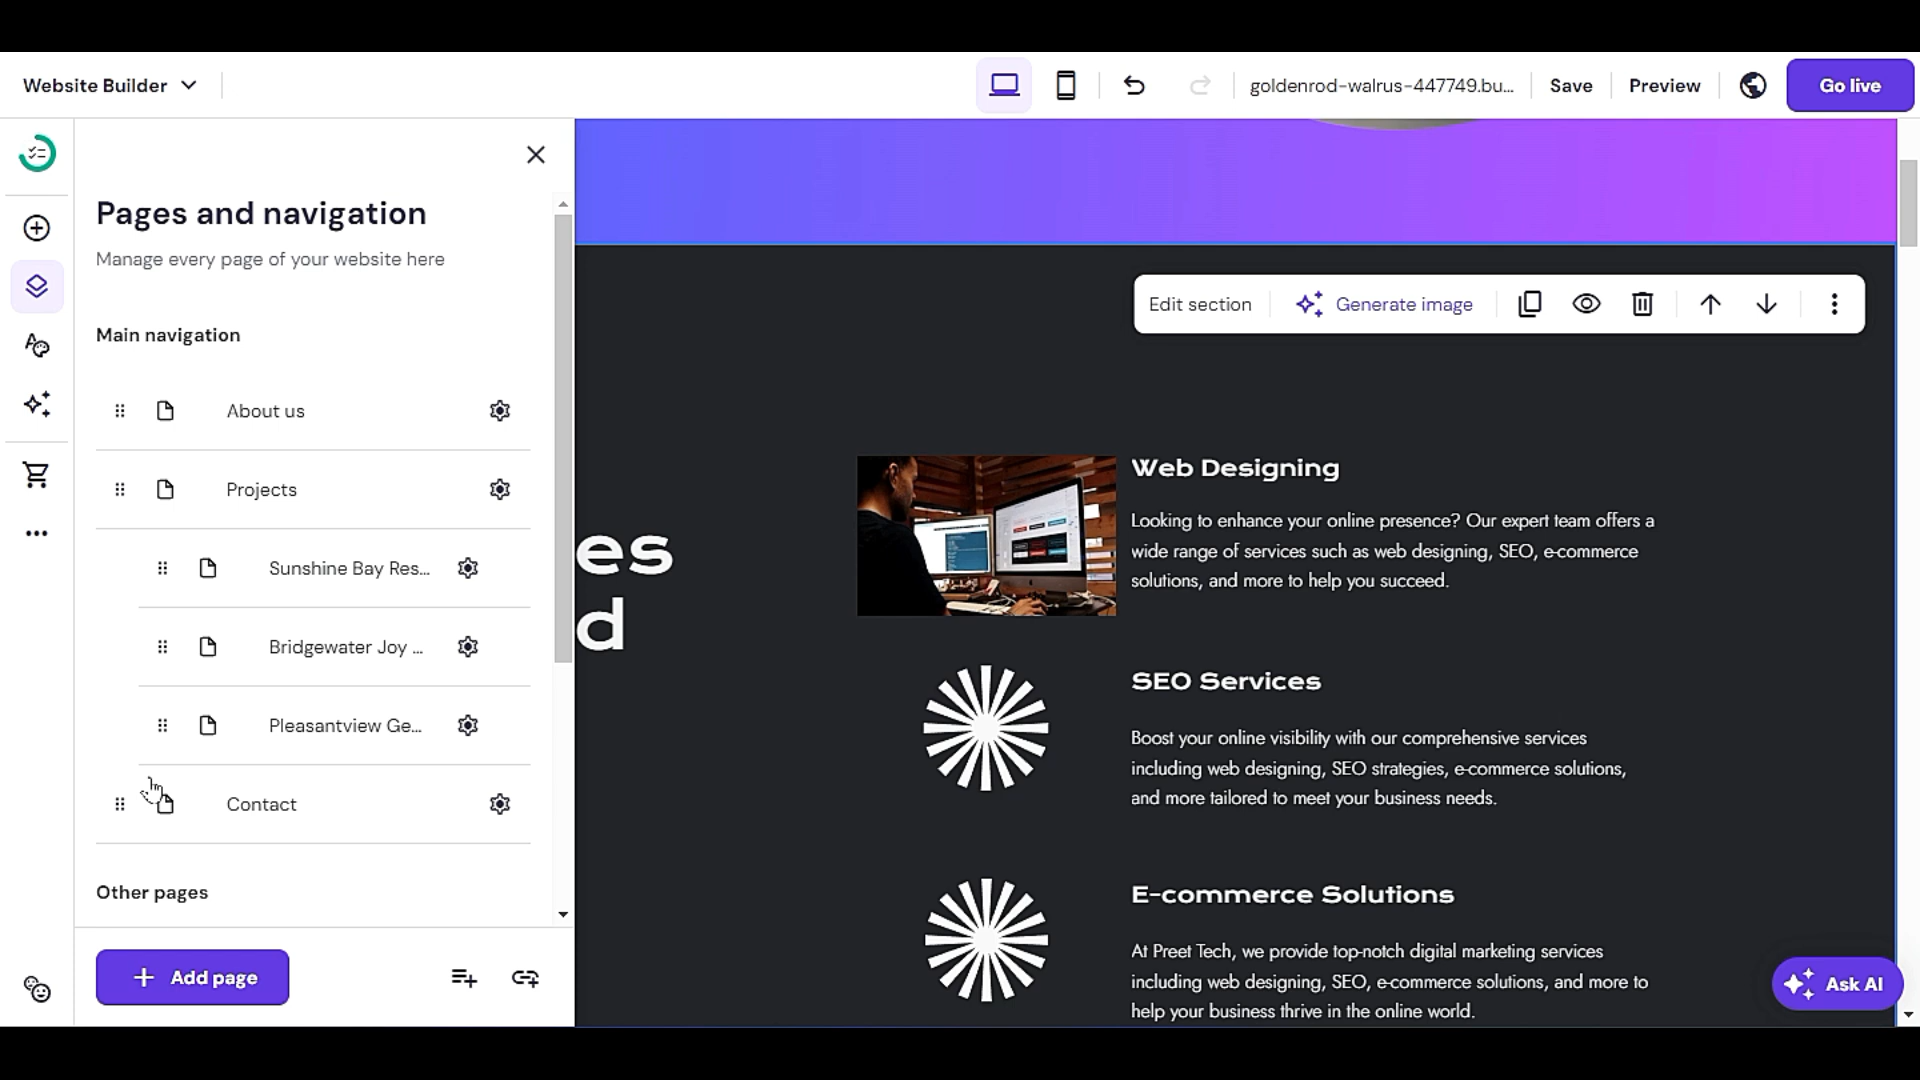 Website Builder
goldenrod-walrus-447749.bu...
Save
Preview
Go live
Pages and navigation
Manage every page of your website here
Main navigation
About us
Projects
Sunshine Bay Res...
Bridgewater Joy ...
Pleasantview Ge...
Contact
Other pages
Add page
Edit section
Generate image
es
d
Web Designing
Looking to enhance your online presence? Our expert team offers a
wide range of services such as web designing, SEO, e-commerce
solutions, and more to help you succeed.
SEO Services
Boost your online visibility with our comprehensive services
including web designing, SEO strategies, e-commerce solutions,
and more tailored to meet your business needs.
E-commerce Solutions
At Preet Tech, we provide top-notch digital marketing services
including web designing, SEO, e-commerce solutions, and more to
help your business thrive in the online world.
Ask AI